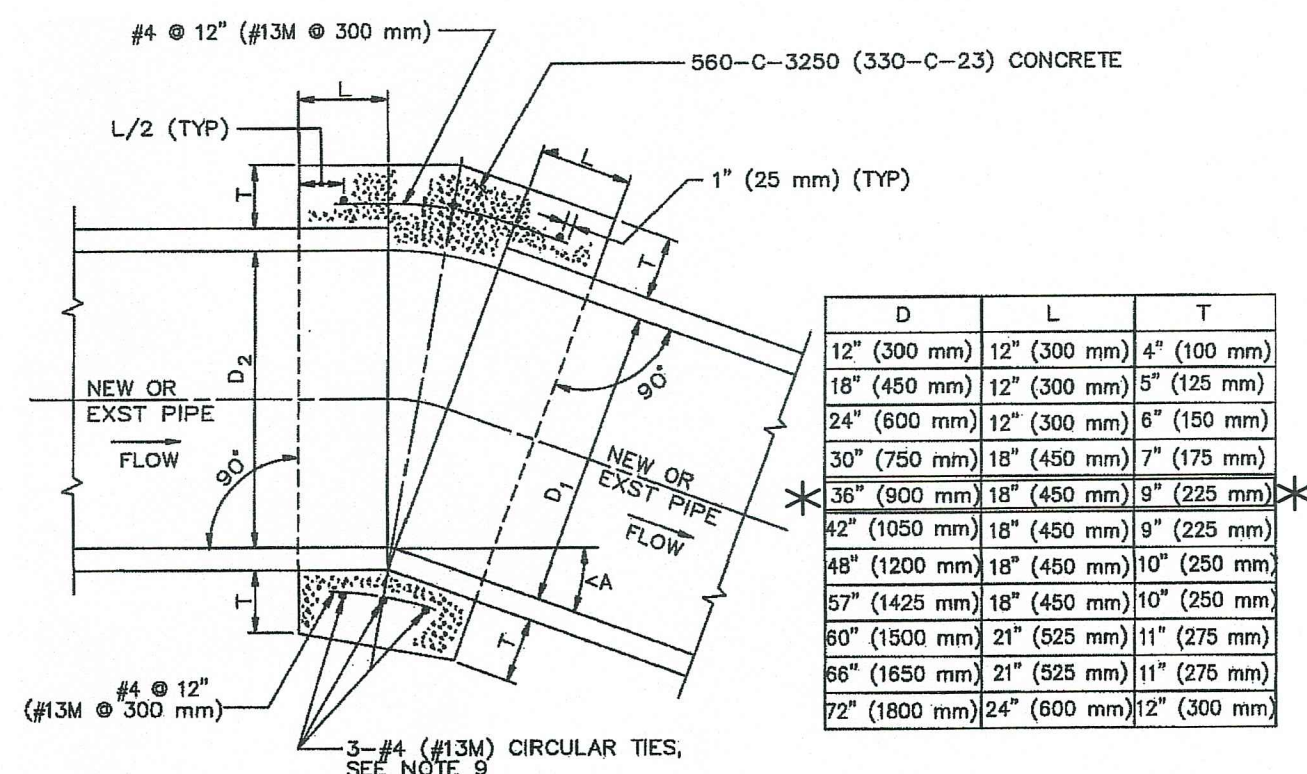 #4 @ 12" (#13M @ 300 mm)
560-C-3250 (330-C-23) CONCRETE
L
L/2 (TYP)
L
1" (25 mm) (TYP)
T
T
D2
NEW OR
EXST PIPE
FLOW
90°
90°
D1
NEW OR
EXST PIPE
FLOW
<A
T
T
#4 @ 12"
(#13M @ 300 mm)
3-#4 (#13M) CIRCULAR TIES,
SEE NOTE 9
D L T
12" (300 mm) 12" (300 mm) 4" (100 mm)
18" (450 mm) 12" (300 mm) 5" (125 mm)
24" (600 mm) 12" (300 mm) 6" (150 mm)
30" (750 mm) 18" (450 mm) 7" (175 mm)
36" (900 mm) 18" (450 mm) 9" (225 mm)
42" (1050 mm) 18" (450 mm) 9" (225 mm)
48" (1200 mm) 18" (450 mm) 10" (250 mm)
57" (1425 mm) 18" (450 mm) 10" (250 mm)
60" (1500 mm) 21" (525 mm) 11" (275 mm)
66" (1650 mm) 21" (525 mm) 11" (275 mm)
72" (1800 mm) 24" (600 mm) 12" (300 mm)